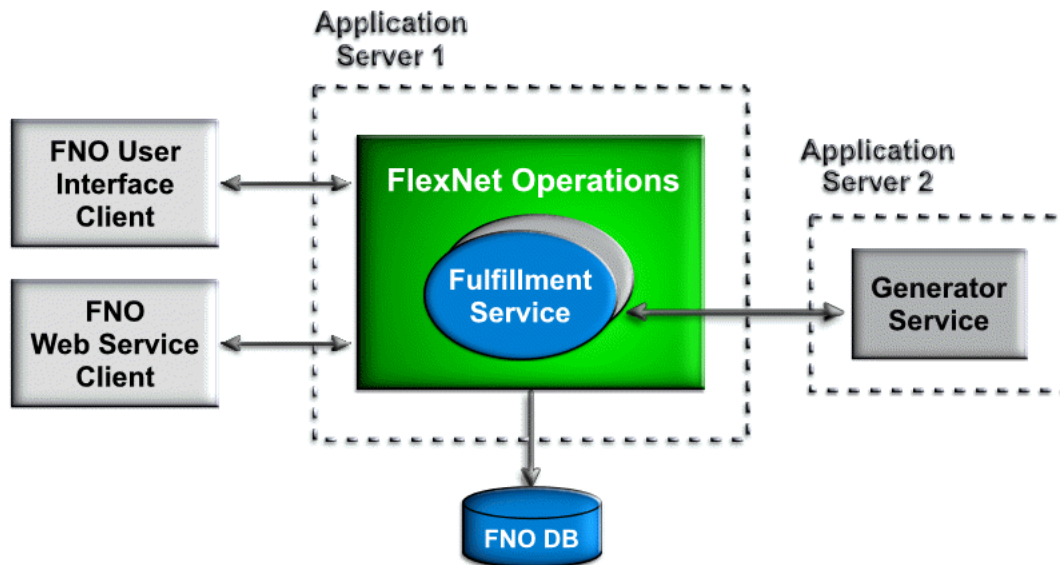 Application
Server 1
FNO User
Interface
Client
FlexNet Operations
Application
Server 2
Fulfillment
Service
Generator
Service
FNO
Web Service
Client
FNO DB